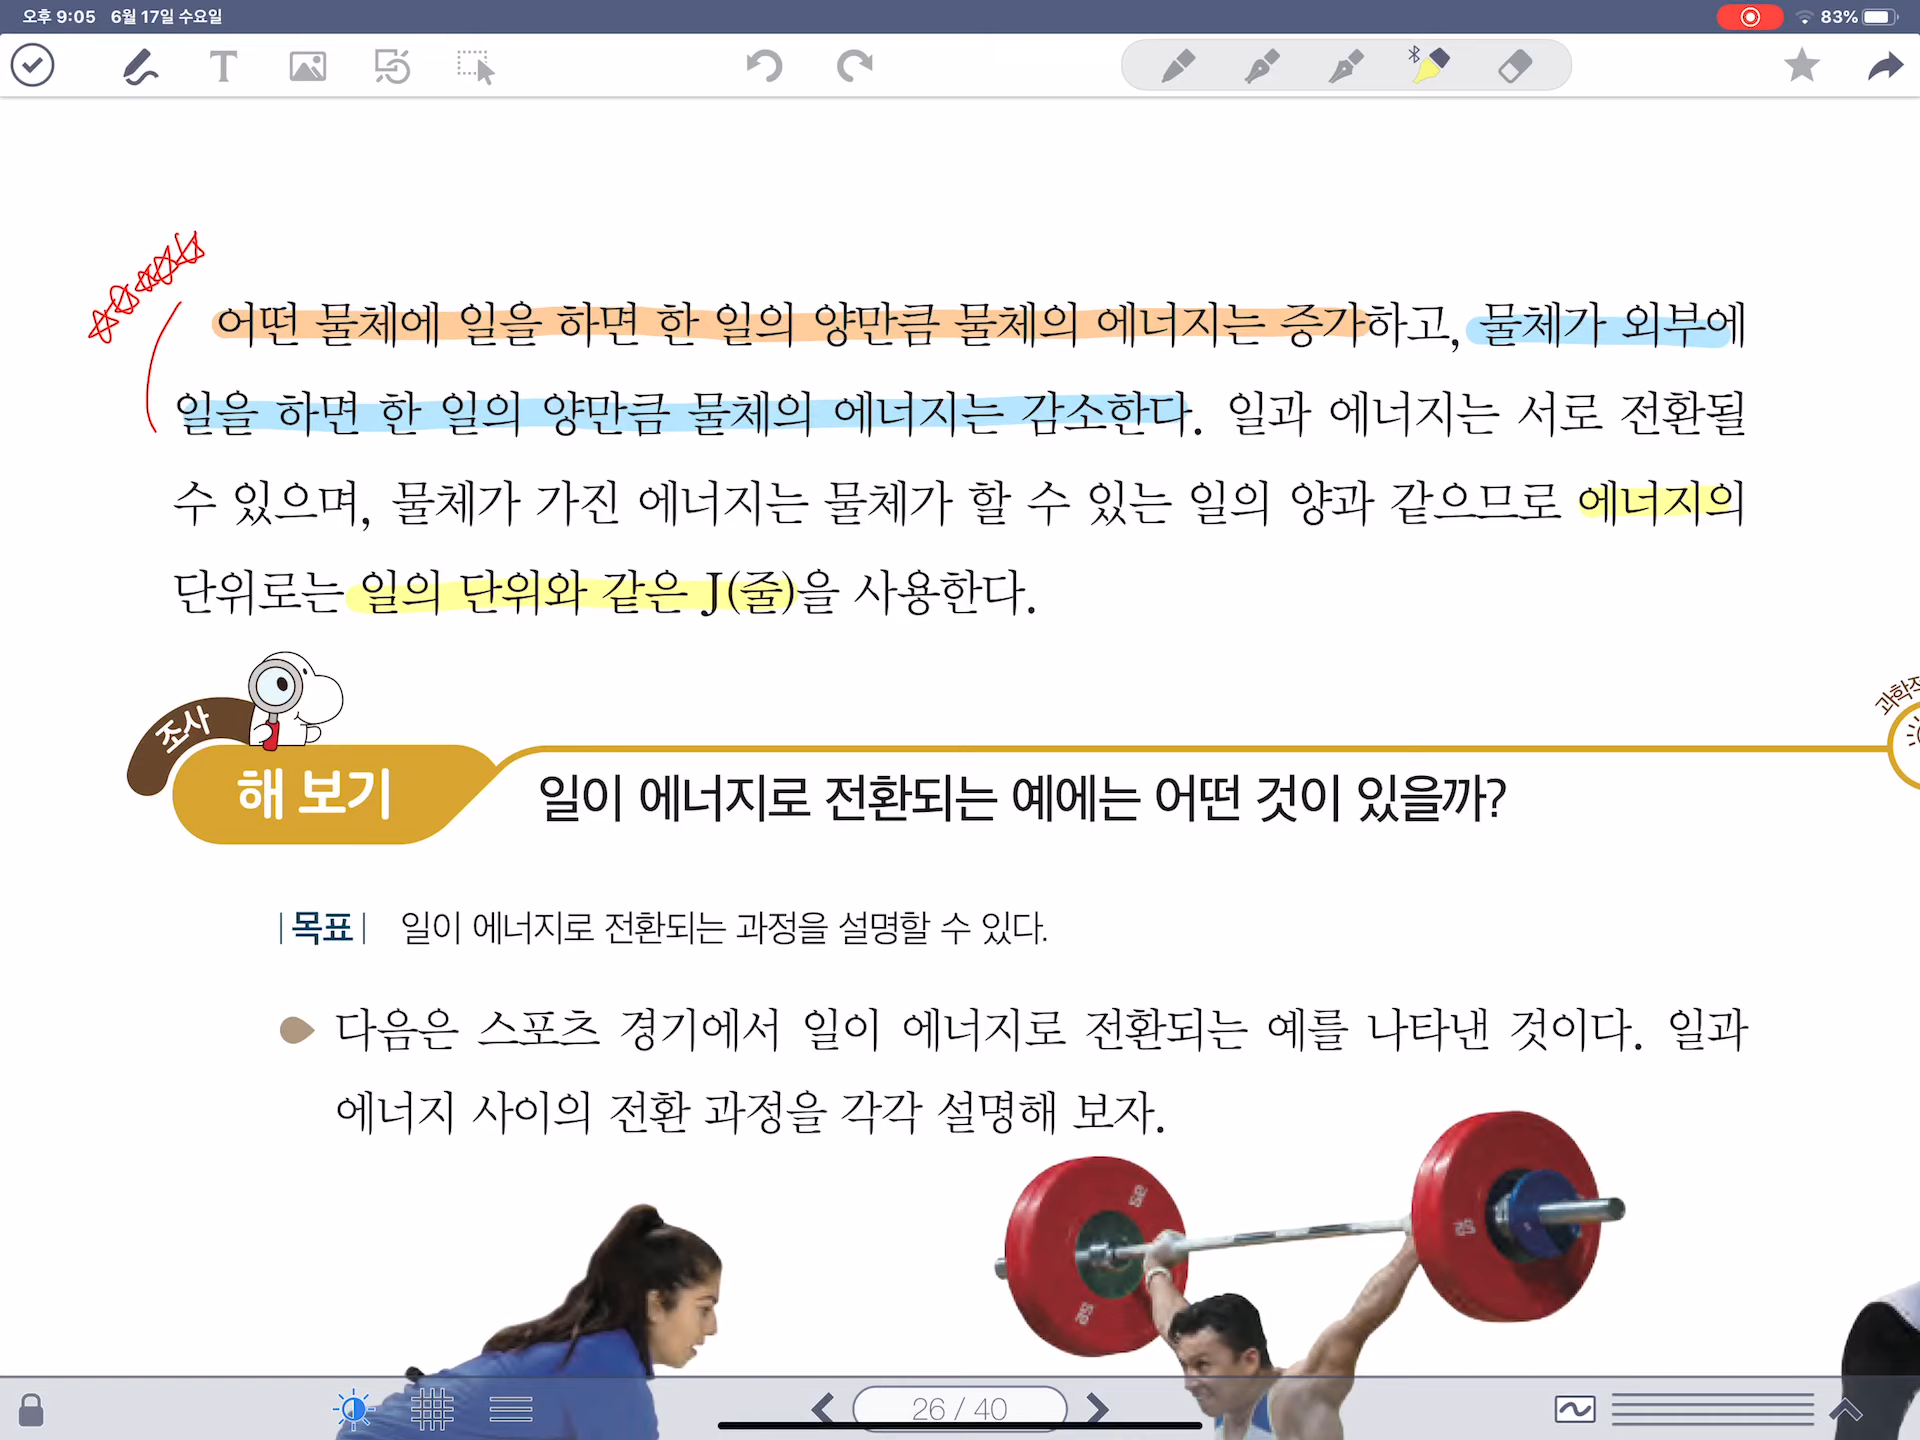 오후 9:05 6월 17일 수요일
83%
T
어떤 물체에 일을 하면 한 일의 양만큼 물체의 에너지는 증가하고, 물체가 외부에
일을 하면 한 일의 양만큼 물체의 에너지는 감소한다. 일과 에너지는 서로 전환될
수 있으며, 물체가 가진 에너지는 물체가 할 수 있는 일의 양과 같으므로 에너지의
단위로는 일의 단위와 같은 J(줄)을 사용한다.
조사
해 보기
일이 에너지로 전환되는 예에는 어떤 것이 있을까?
|목표| 일이 에너지로 전환되는 과정을 설명할 수 있다.
다음은 스포츠 경기에서 일이 에너지로 전환되는 예를 나타낸 것이다. 일과
에너지 사이의 전환 과정을 각각 설명해 보자.
26 / 40